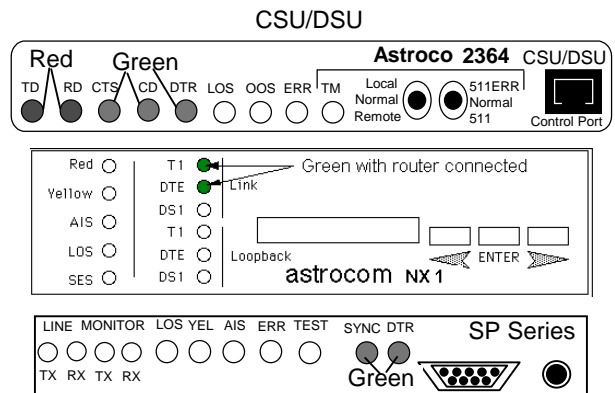 CSU/DSU
Red Green Astroco 2364 CSU/DSU
TD RD CTS CD DTR LOS OOS ERR TM
Local
Normal
Remote
511ERR
Normal
511
Control Port
Red T1 Green with router connected
Yellow DTE Link
AIS DS1
T1
LOS DTE Loopback
SES DS1
ENTER
astrocom NX 1
LINE MONITOR LOS YEL AIS ERR TEST SYNC DTR SP Series
TX RX TX RX
Green